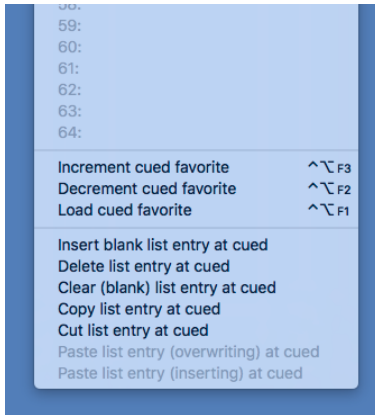 58:
59:
60:
61:
62:
63:
64:
Increment cued favorite ^⌥F3
Decrement cued favorite ^⌥F2
Load cued favorite ^⌥F1
Insert blank list entry at cued
Delete list entry at cued
Clear (blank) list entry at cued
Copy list entry at cued
Cut list entry at cued
Paste list entry (overwriting) at cued
Paste list entry (inserting) at cued